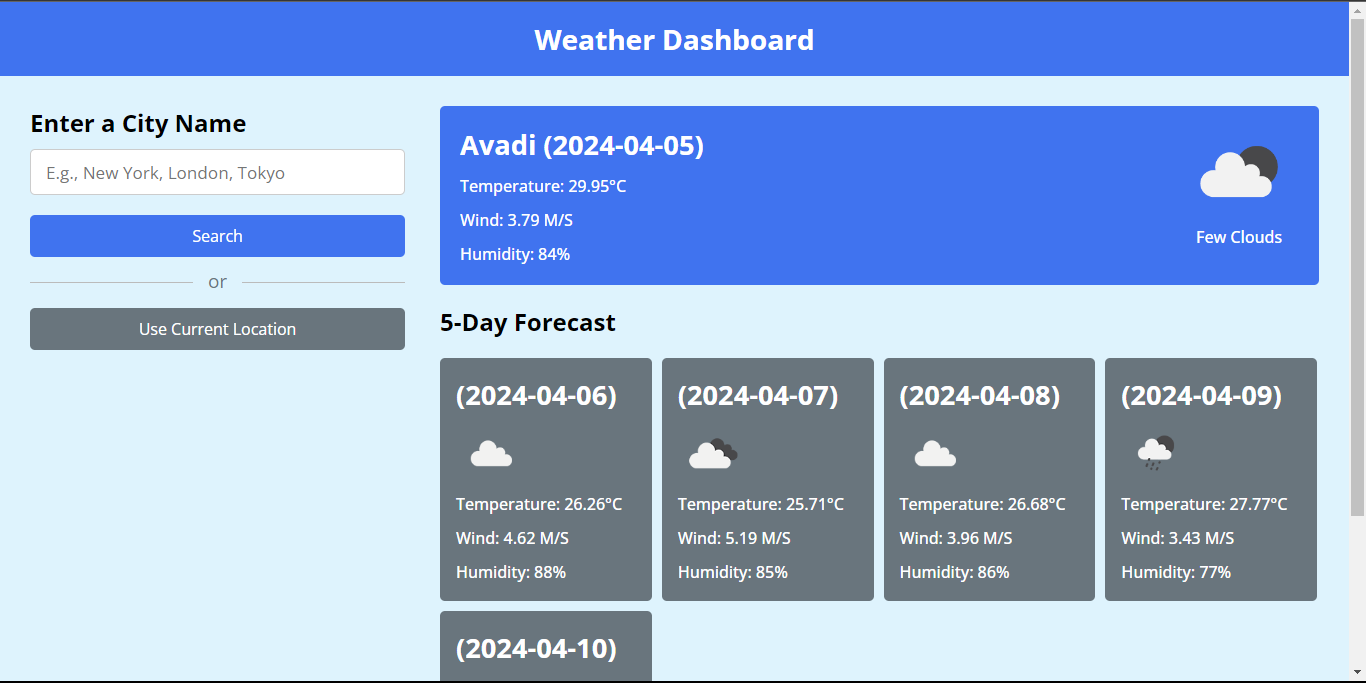 Weather Dashboard
Enter a City Name
E.g., New York, London, Tokyo
Search
or
Use Current Location
Avadi (2024-04-05)
Temperature: 29.95°C
Wind: 3.79 M/S
Humidity: 84%
Few Clouds
5-Day Forecast
(2024-04-06)
Temperature: 26.26°C
Wind: 4.62 M/S
Humidity: 88%
(2024-04-07)
Temperature: 25.71°C
Wind: 5.19 M/S
Humidity: 85%
(2024-04-08)
Temperature: 26.68°C
Wind: 3.96 M/S
Humidity: 86%
(2024-04-09)
Temperature: 27.77°C
Wind: 3.43 M/S
Humidity: 77%
(2024-04-10)